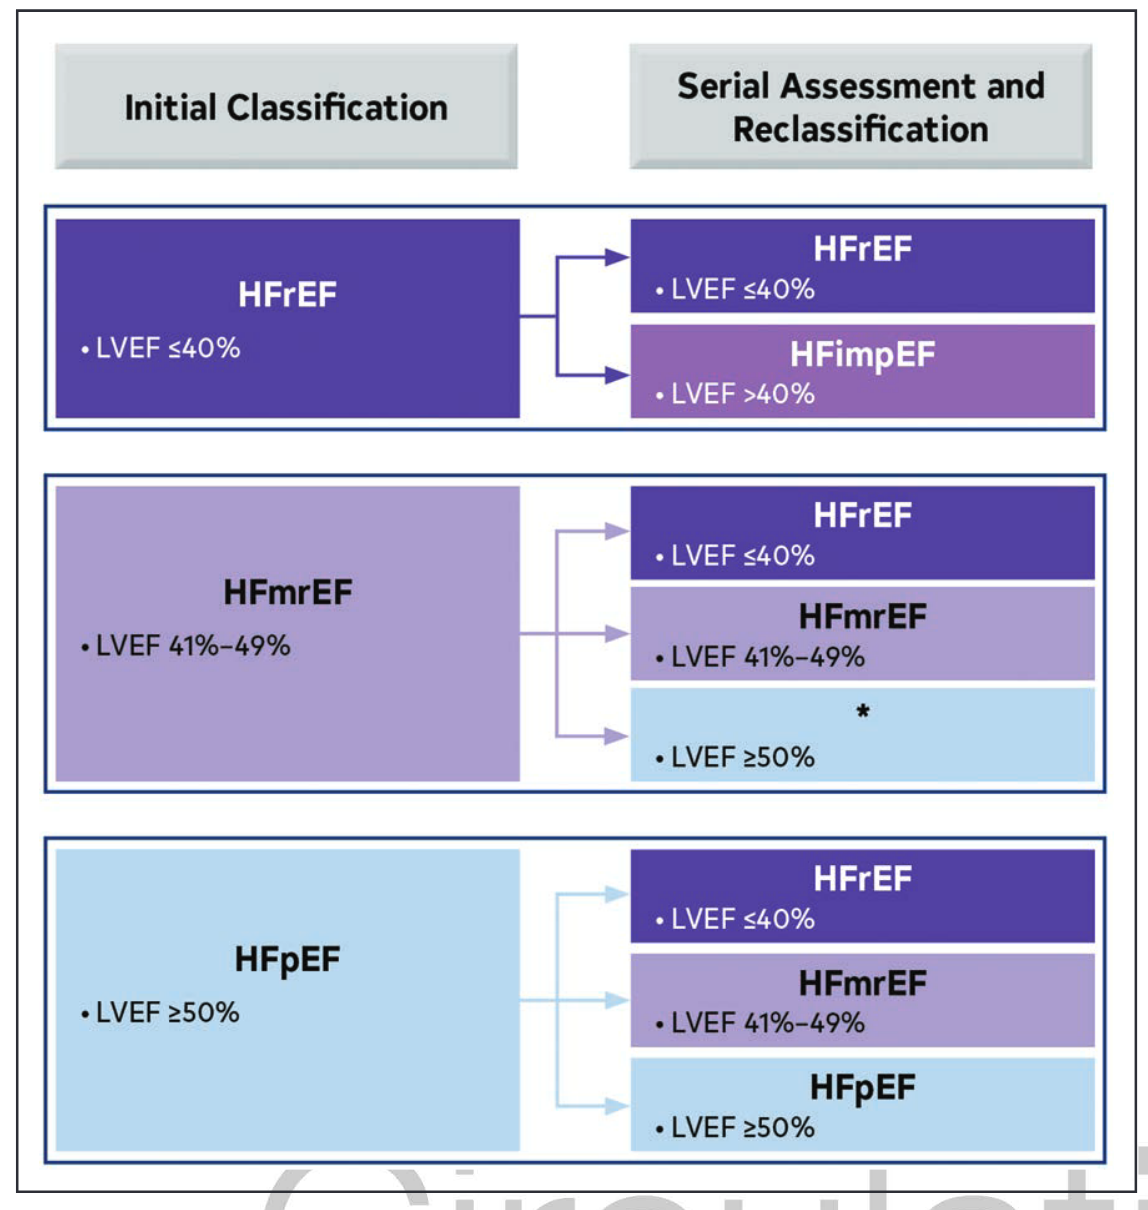 Initial Classification
Serial Assessment and
Reclassification
HFrEF
• LVEF ≤40%
HFrEF
• LVEF ≤40%
HFimpEF
• LVEF >40%
HFmrEF
• LVEF 41%–49%
HFrEF
• LVEF ≤40%
HFmrEF
• LVEF 41%–49%
*
• LVEF ≥50%
HFpEF
• LVEF ≥50%
HFrEF
• LVEF ≤40%
HFmrEF
• LVEF 41%–49%
HFpEF
• LVEF ≥50%